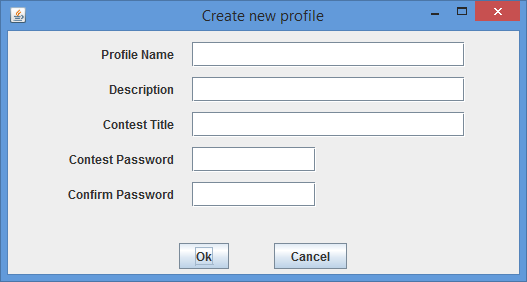 Create new profile
Profile Name
Description
Contest Title
Contest Password
Confirm Password
Ok Cancel